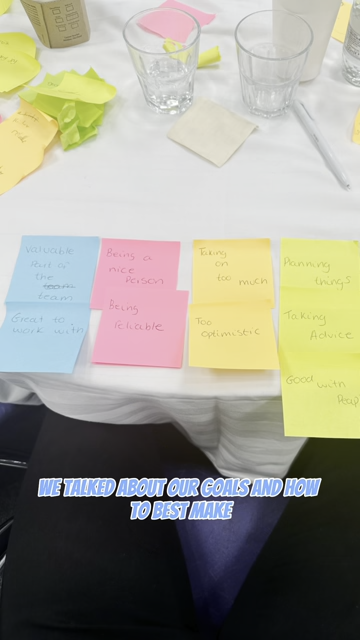 Valuable
Part of
the
team
Great to
work with
Being a
nice
Person
Being
reliable
Taking
on
too much
Too
optimistic
Planning
things
Taking
Advice
Good with
WE TALKED ABOUT OUR GOALS AND HOW
TO BEST MAKE